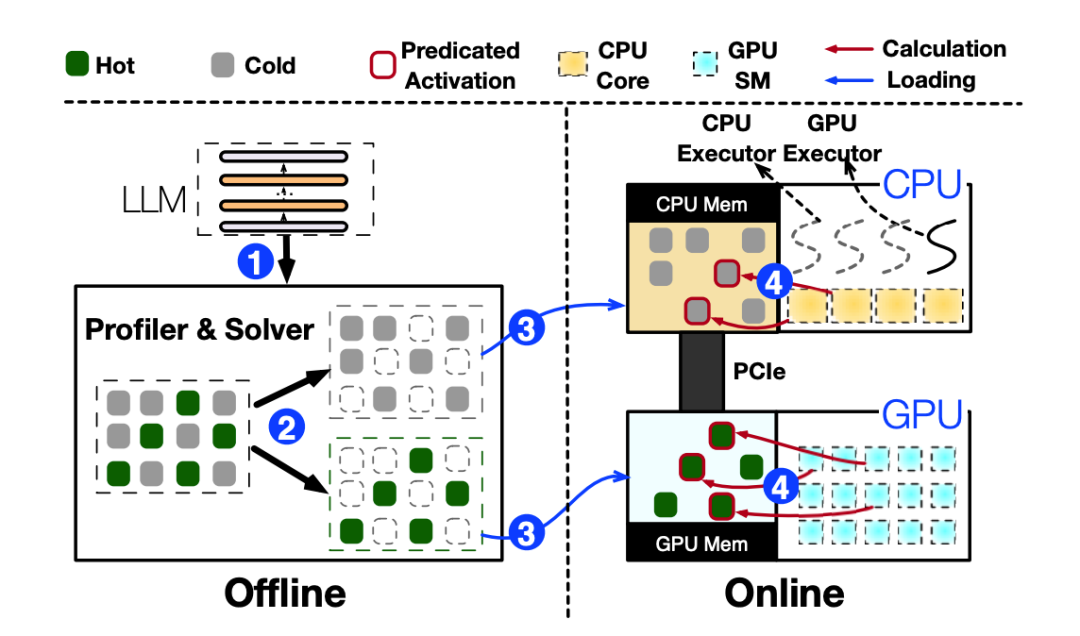 Hot
Cold
Predicated
Activation
CPU
Core
GPU
SM
Calculation
Loading
LLM
1
Profiler & Solver
2
3
3
Offline
CPU
Executor
GPU
Executor
CPU
CPU Mem
4
PCIe
GPU
4
GPU Mem
Online